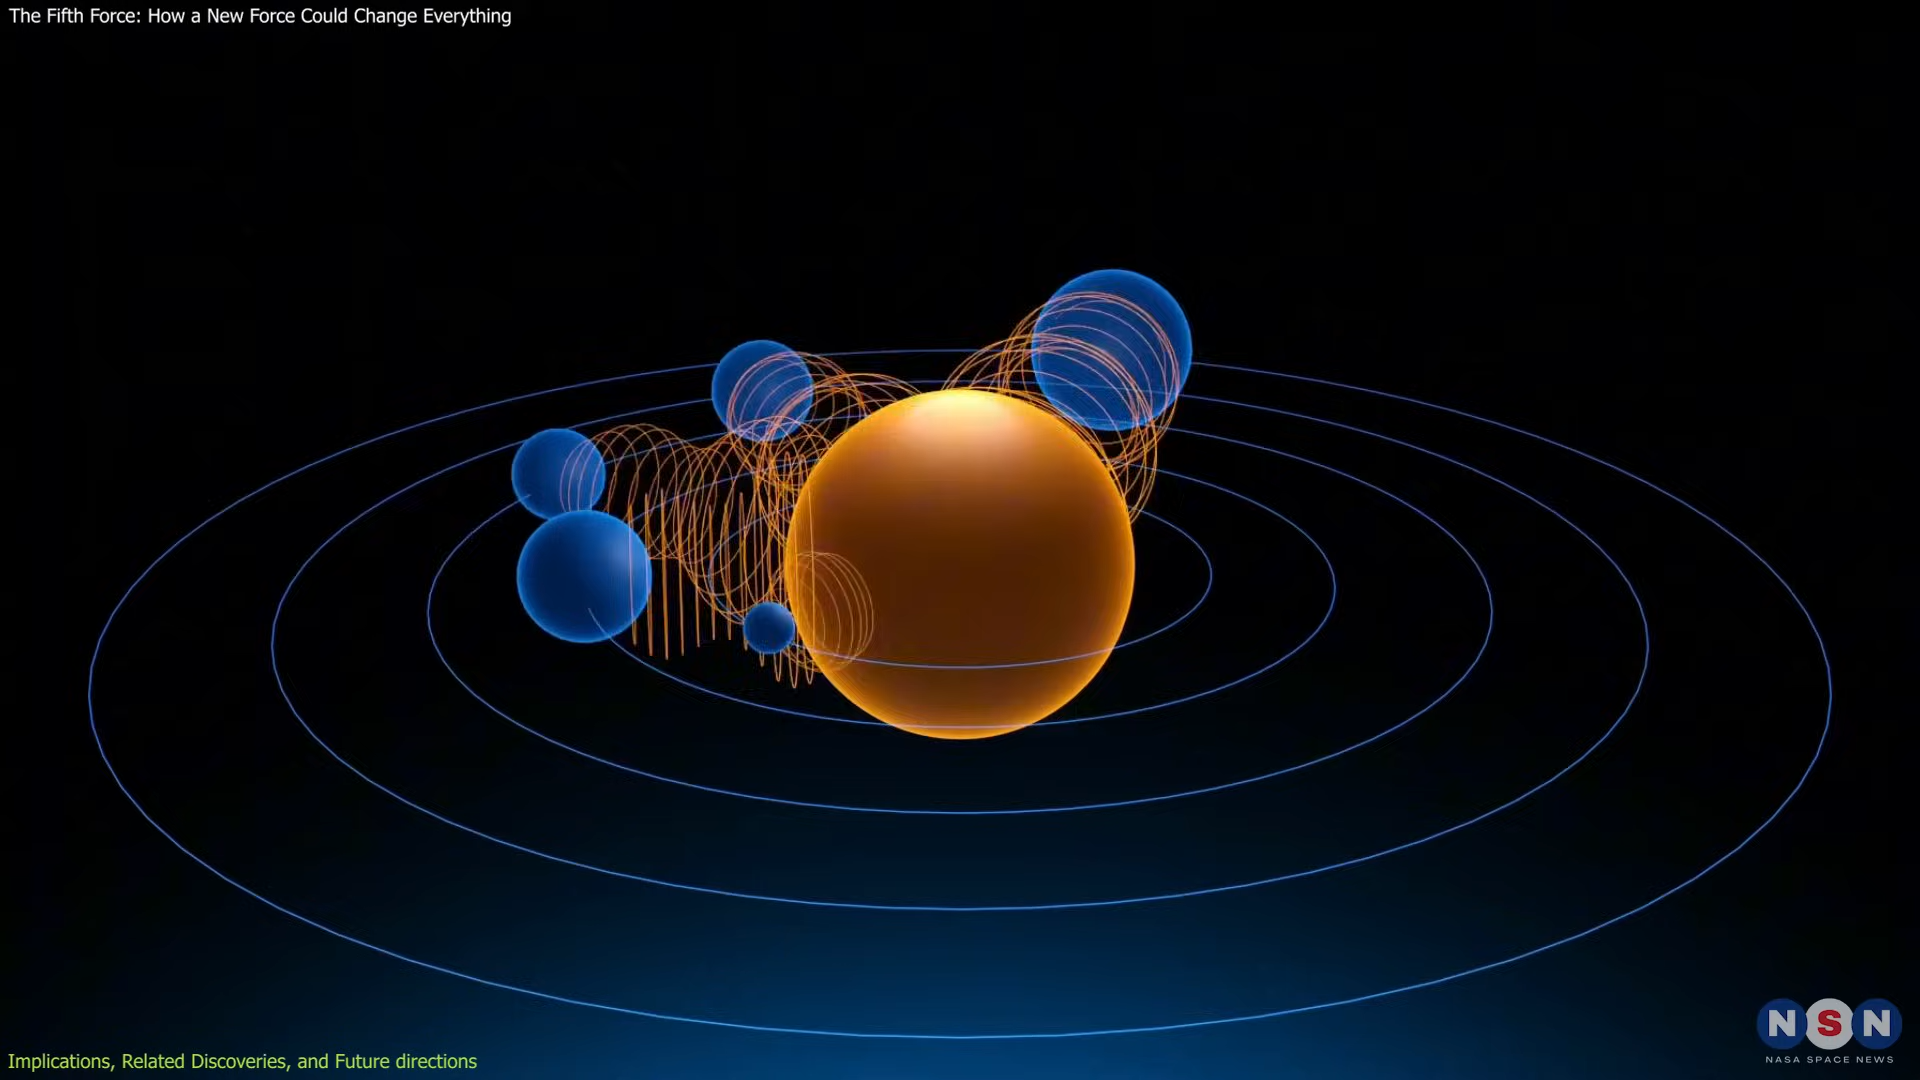 The Fifth Force: How a New Force Could Change Everything
Implications, Related Discoveries, and Future directions
NSN
NASA SPACE NEWS